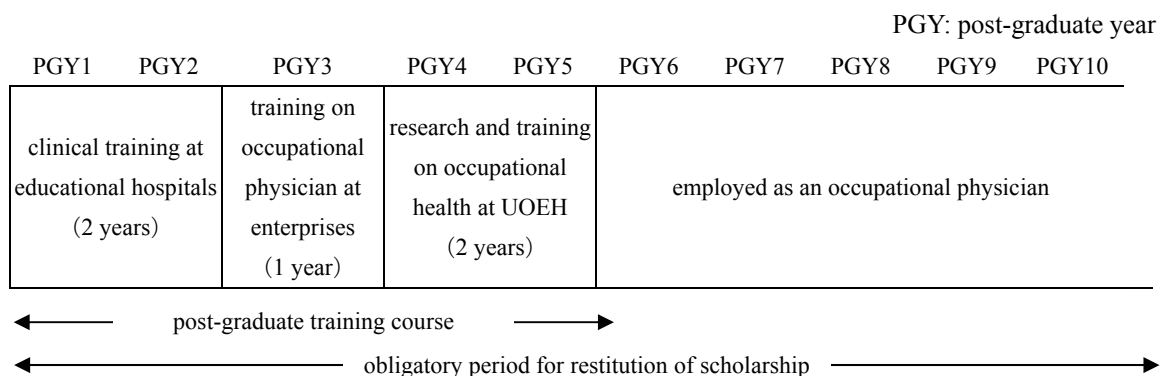 PGY: post-graduate year
PGY1 PGY2 PGY3 PGY4 PGY5 PGY6 PGY7 PGY8 PGY9 PGY10
clinical training at
educational hospitals
(2 years)
training on
occupational
physician at
enterprises
(1 year)
research and training
on occupational
health at UOEH
(2 years)
employed as an occupational physician
post-graduate training course
obligatory period for restitution of scholarship